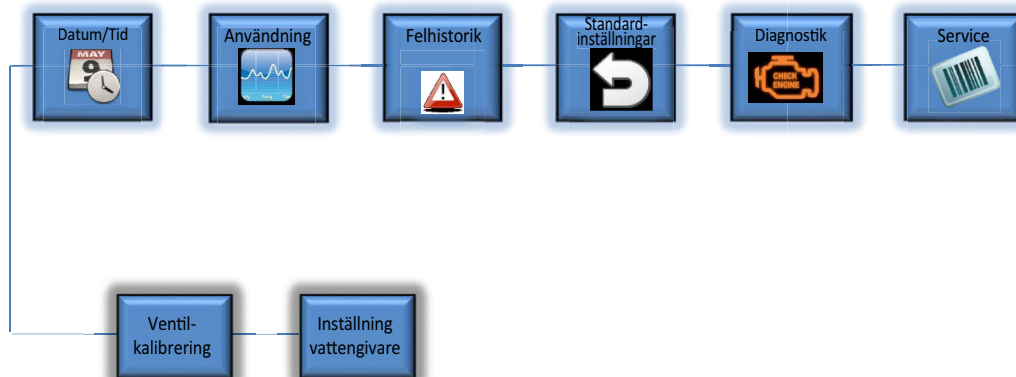 Datum/Tid
MAY
9
Användning
Felhistorik
Standard-
inställningar
Diagnostik
CHECK
ENGINE
Service
Ventil-
kalibrering
Inställning
vattengivare